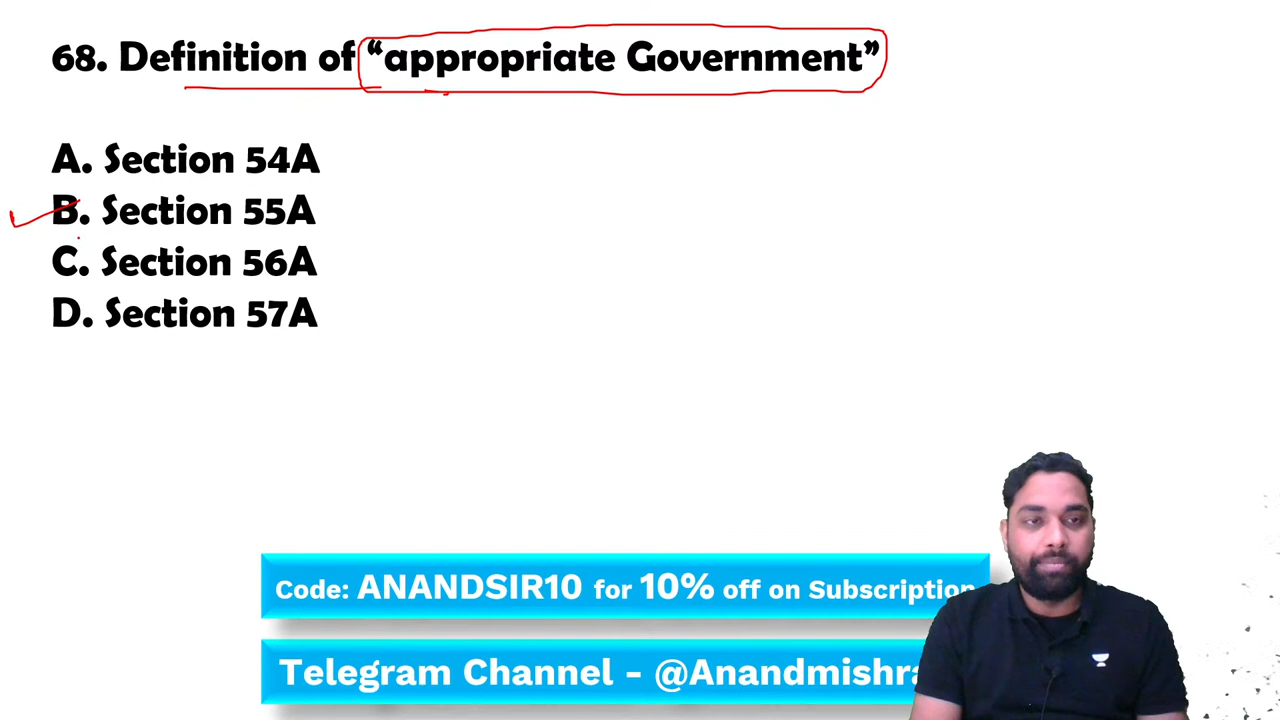 68. Definition of “appropriate Government”
A. Section 54A
B. Section 55A
C. Section 56A
D. Section 57A
Code: ANANDSIR10 for 10% off on Subscription
Telegram Channel - @Anandmishra